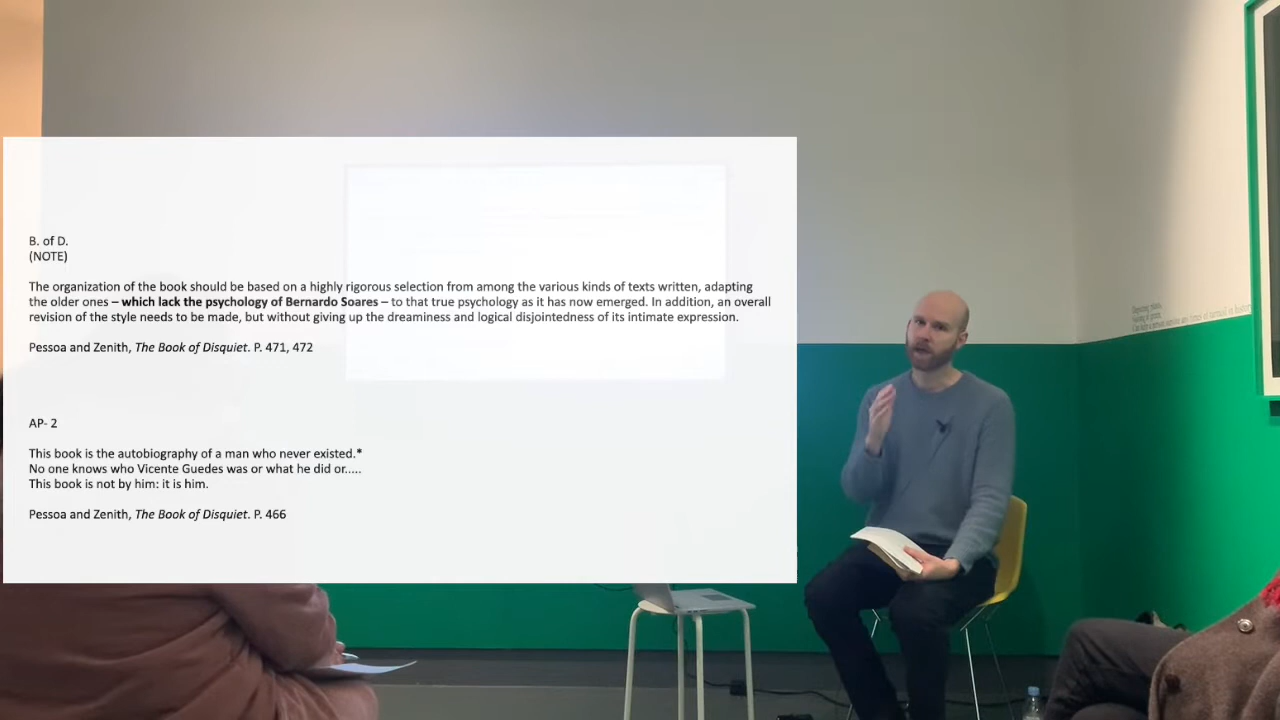 B. of D.
(NOTE)
The organization of the book should be based on a highly rigorous selection from among the various kinds of texts written, adapting
the older ones – which lack the psychology of Bernardo Soares – to that true psychology as it has now emerged. In addition, an overall
revision of the style needs to be made, but without giving up the dreaminess and logical disjointedness of its intimate expression.
Pessoa and Zenith, The Book of Disquiet. P. 471, 472
AP- 2
This book is the autobiography of a man who never existed.*
No one knows who Vicente Guedes was or what he did or.....
This book is not by him: it is him.
Pessoa and Zenith, The Book of Disquiet. P. 466